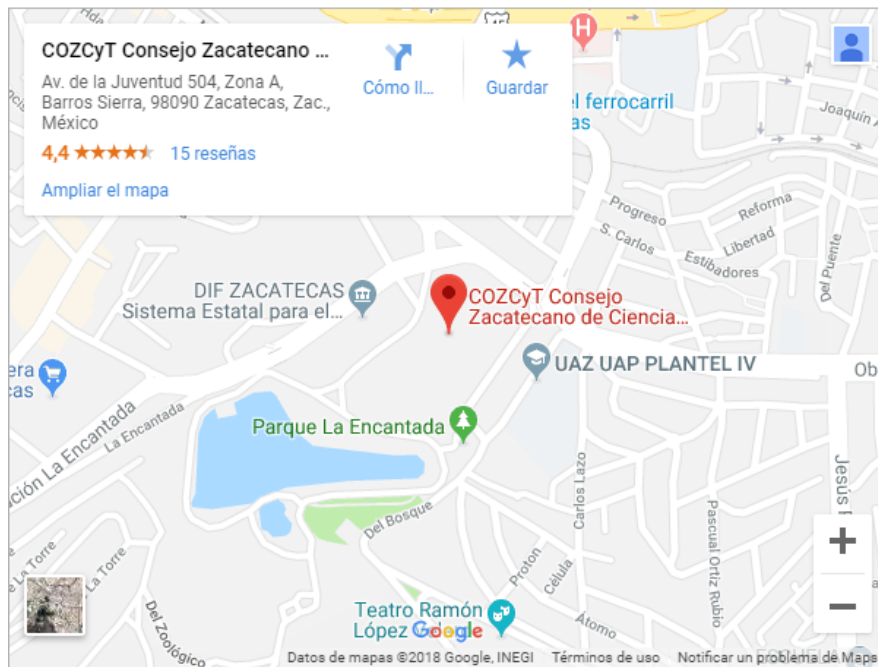 COZCyT Consejo Zacatecano ...
Av. de la Juventud 504, Zona A,
Barros Sierra, 98090 Zacatecas, Zac.,
México
4,4
15 reseñas
Ampliar el mapa
Cómo ll...
Guardar
H
el ferrocarril
as
Joaquín A
Progreso
Reforma
S. Carlos
Libertad
Estibadores
Del Puente
DIF ZACATECAS
Sistema Estatal para el...
COZCyT Consejo
Zacatecano de Ciencia...
UAZ UAP PLANTEL IV
Ob
era
cas
La Encantada
ción La Encantada
Parque La Encantada
Carlos Lazo
Jesús
Del Bosque
Pascual Ortiz Rubio
Proton
Célula
Átomo
La Torre
La Torre
Del Zoológico
Teatro Ramón
López
Google
+
−
Datos de mapas ©2018 Google, INEGI Términos de uso Notificar un problema de Maps